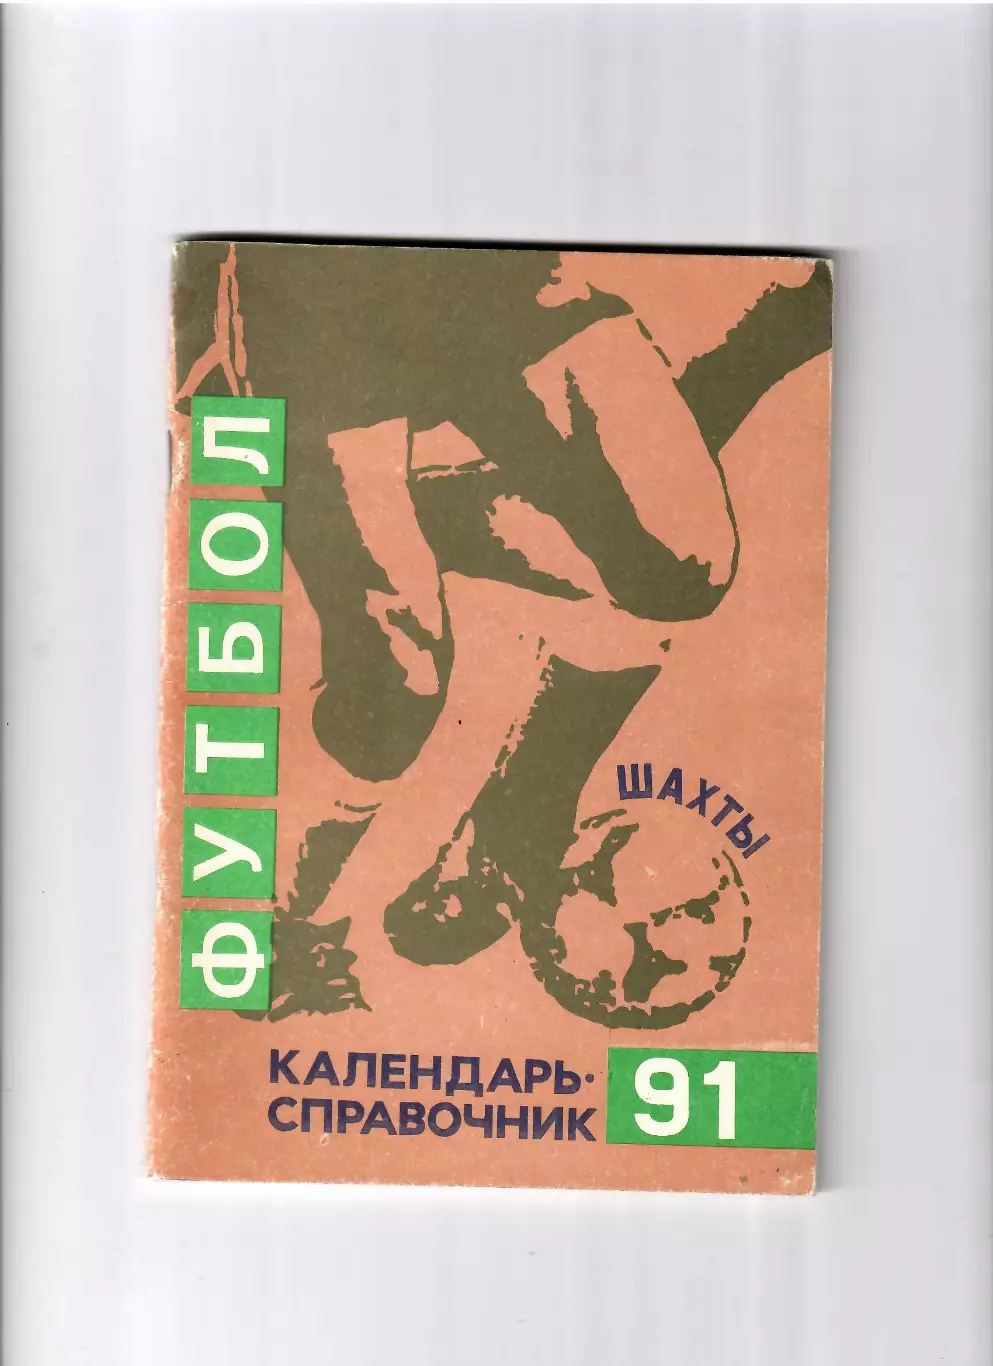 ФУТБОЛ
ШАХТЫ
КАЛЕНДАРЬ-
СПРАВОЧНИК
91